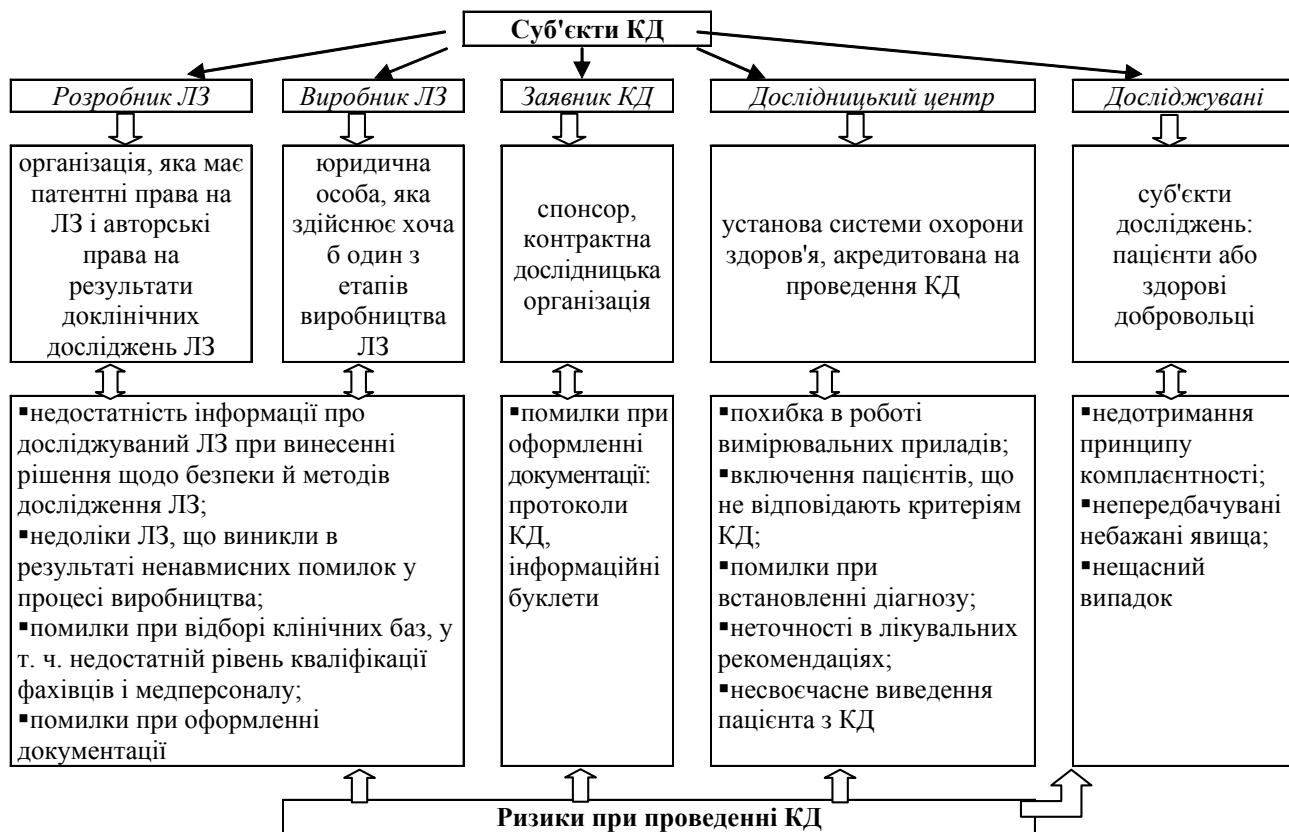 Суб'єкти КД
Розробник ЛЗ
Виробник ЛЗ
Заявник КД
Дослідницький центр
Досліджувані
організація, яка має
патентні права на
ЛЗ і авторські
права на
результати
доклінічних
досліджень ЛЗ
юридична
особа, яка
здійснює хоча
б один з
етапів
виробництва
ЛЗ
спонсор,
контрактна
дослідницька
організація
установа системи охорони
здоров'я, акредитована на
проведення КД
суб'єкти
досліджень:
пацієнти або
здорові
добровольці
▪недостатність інформації про
досліджуваний ЛЗ при винесенні
рішення щодо безпеки й методів
дослідження ЛЗ;
▪недоліки ЛЗ, що виникли в
результаті ненавмисних помилок у
процесі виробництва;
▪помилки при відборі клінічних баз, у
т. ч. недостатній рівень кваліфікації
фахівців і медперсоналу;
▪помилки при оформленні
документації
▪помилки при
оформленні
документації:
протоколи
КД,
інформаційні
буклети
▪похибка в роботі
вимірювальних приладів;
▪включення пацієнтів, що
не відповідають критеріям
КД;
▪помилки при
встановленні діагнозу;
▪неточності в лікувальних
рекомендаціях;
▪несвоєчасне виведення
пацієнта з КД
▪недотримання
принципу
комплаєнтності;
▪непередбачувані
небажані явища;
▪нещасний
випадок
Ризики при проведенні КД